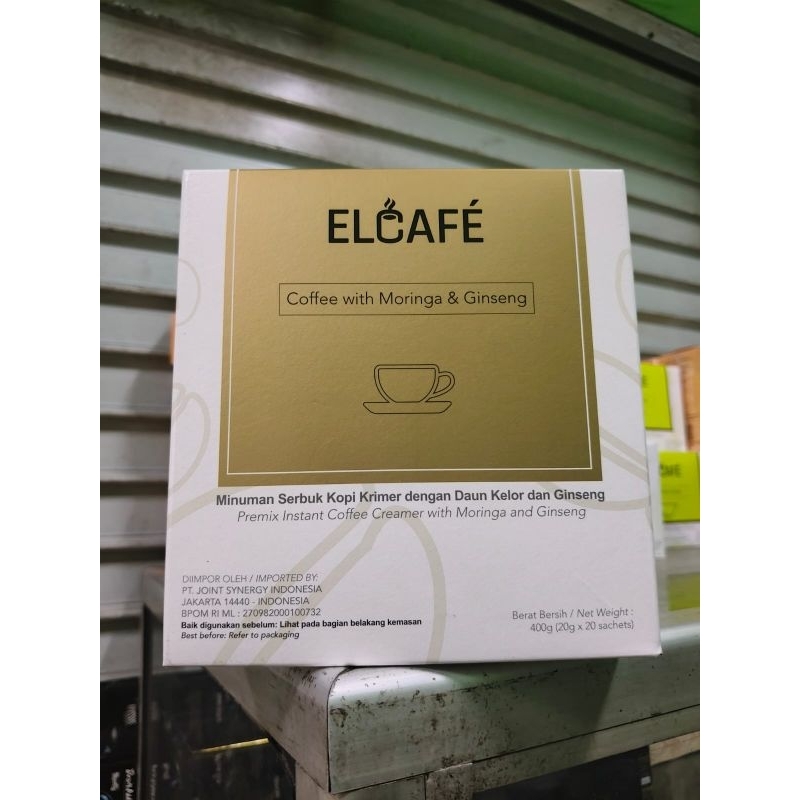 ELCAFÉ
Coffee with Moringa & Ginseng
Minuman Serbuk Kopi Krimer dengan Daun Kelor dan Ginseng
Premix Instant Coffee Creamer with Moringa and Ginseng
DIIMPOR OLEH / IMPORTED BY:
PT. JOINT SYNERGY INDONESIA
JAKARTA 14440 - INDONESIA
BPOM RI ML : 270982000100732
Baik digunakan sebelum: Lihat pada bagian belakang kemasan
Best before: Refer to packaging
Berat Bersih / Net Weight :
400g (20g x 20 sachets)